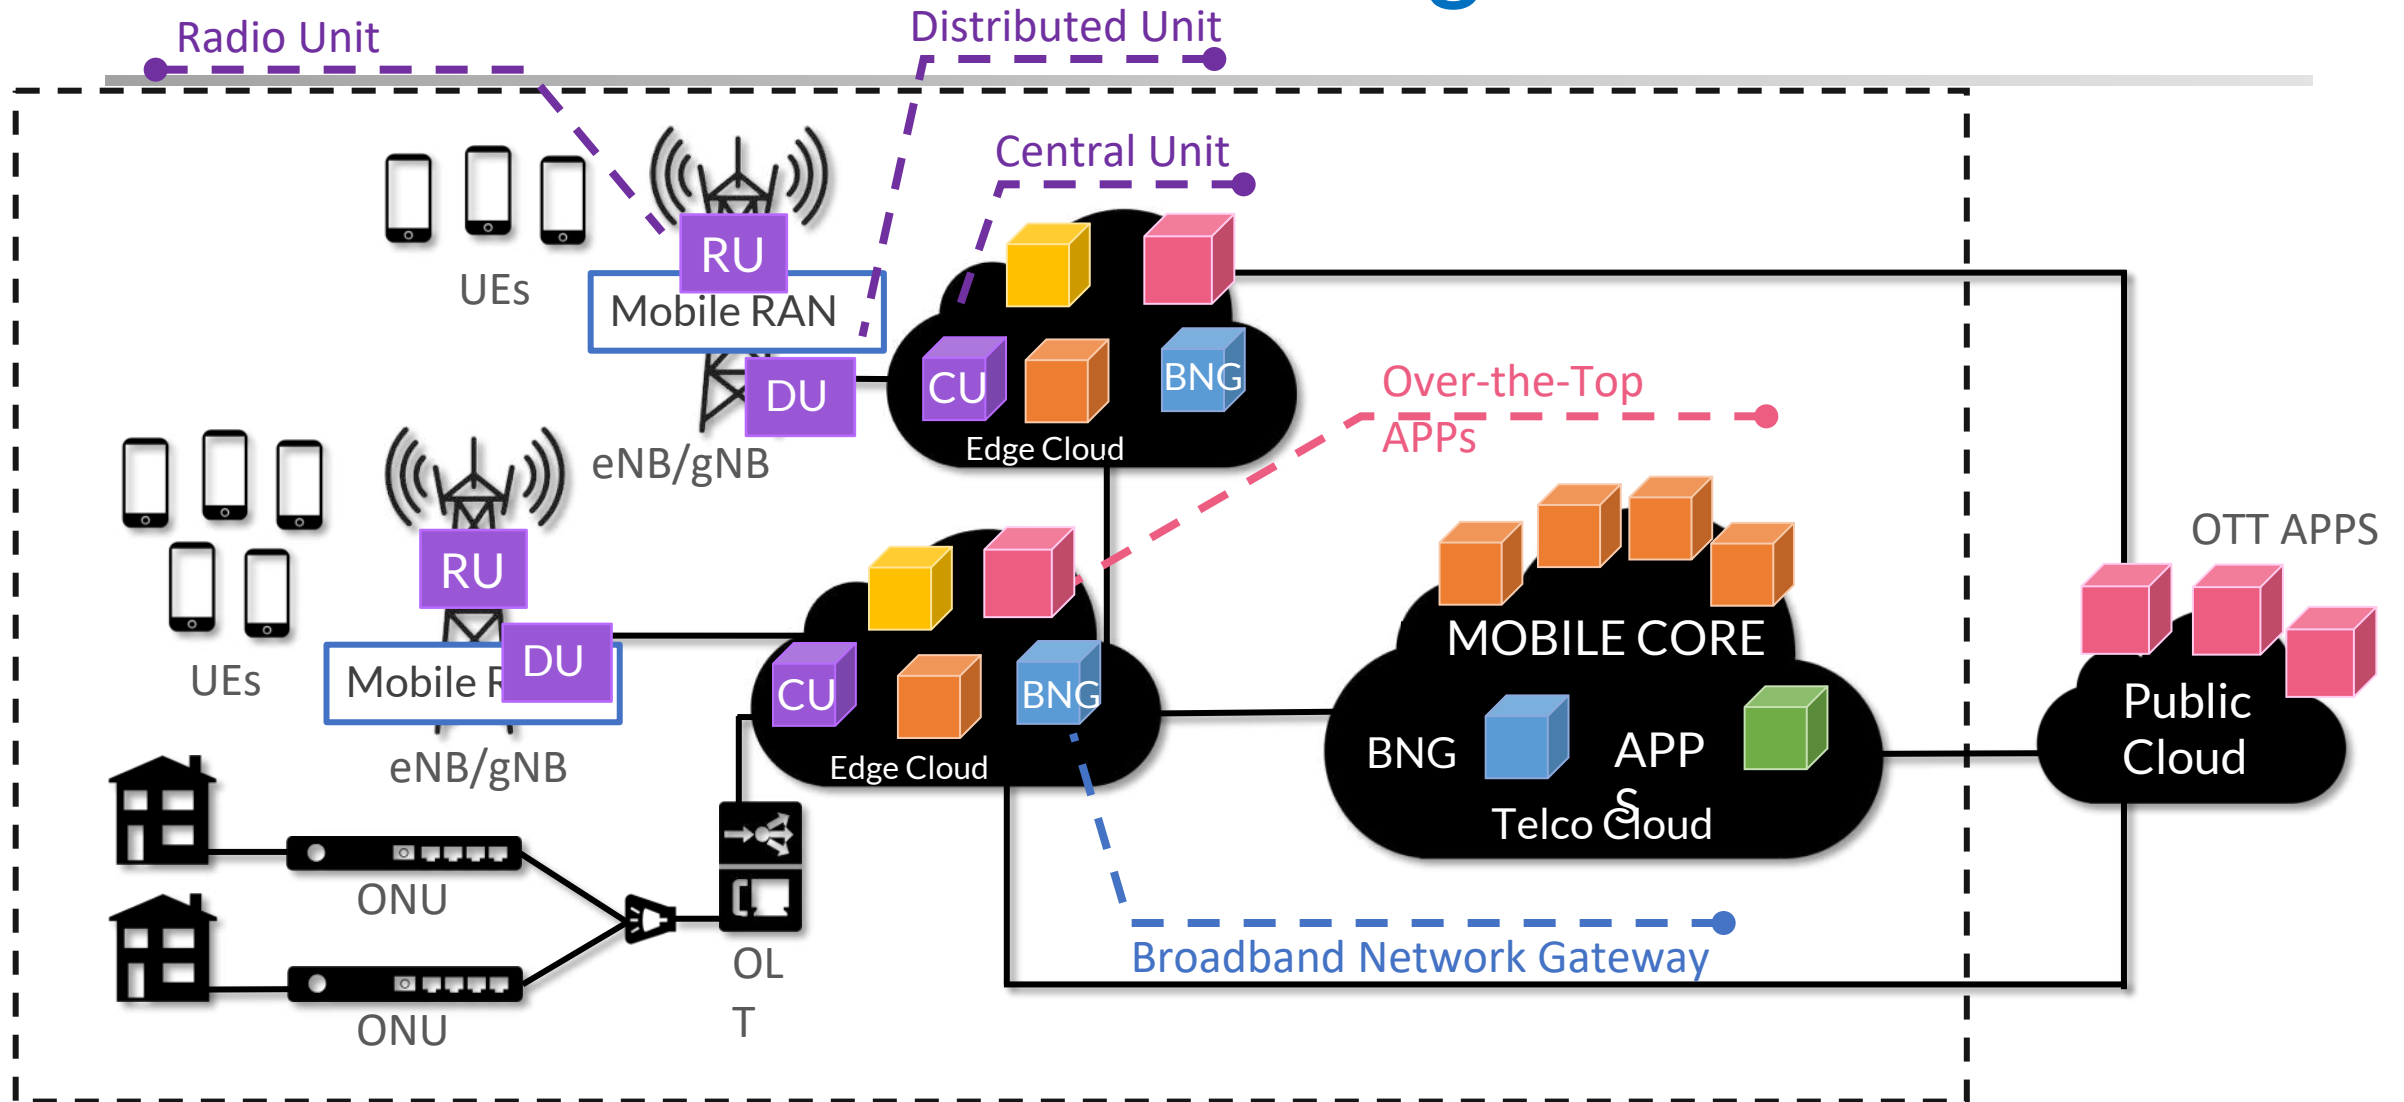 Radio Unit
Distributed Unit
Central Unit
RU
UEs
Mobile RAN
DU
CU
BNG
Edge Cloud
eNB/gNB
Over-the-Top
APPs
RU
DU
Mobile R
UEs
eNB/gNB
CU
BNG
Edge Cloud
MOBILE CORE
BNG
APP
S
Telco Cloud
OTT APPS
Public
Cloud
ONU
ONU
OL
T
Broadband Network Gateway